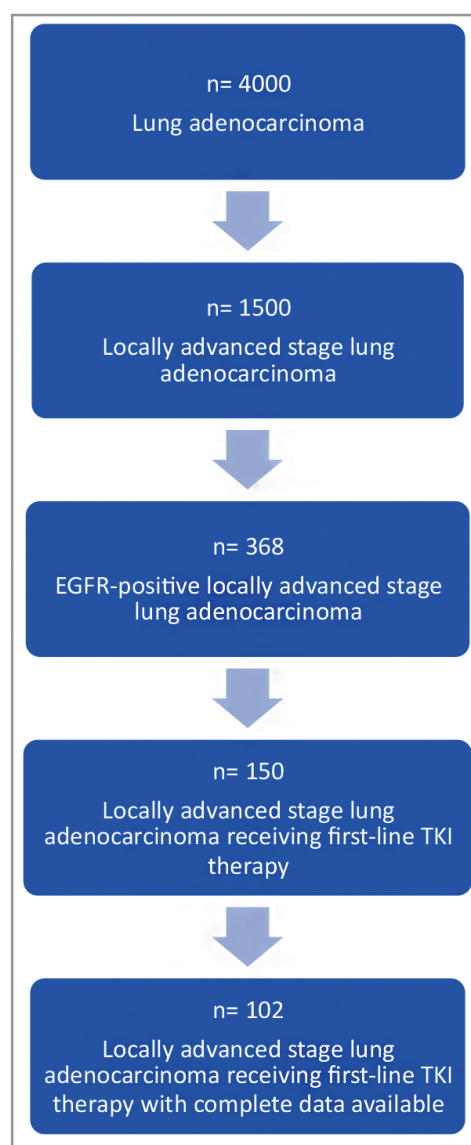 n= 4000
Lung adenocarcinoma
n= 1500
Locally advanced stage lung
adenocarcinoma
n= 368
EGFR-positive locally advanced stage
lung adenocarcinoma
n= 150
Locally advanced stage lung
adenocarcinoma receiving first-line TKI
therapy
n= 102
Locally advanced stage lung
adenocarcinoma receiving first-line TKI
therapy with complete data available